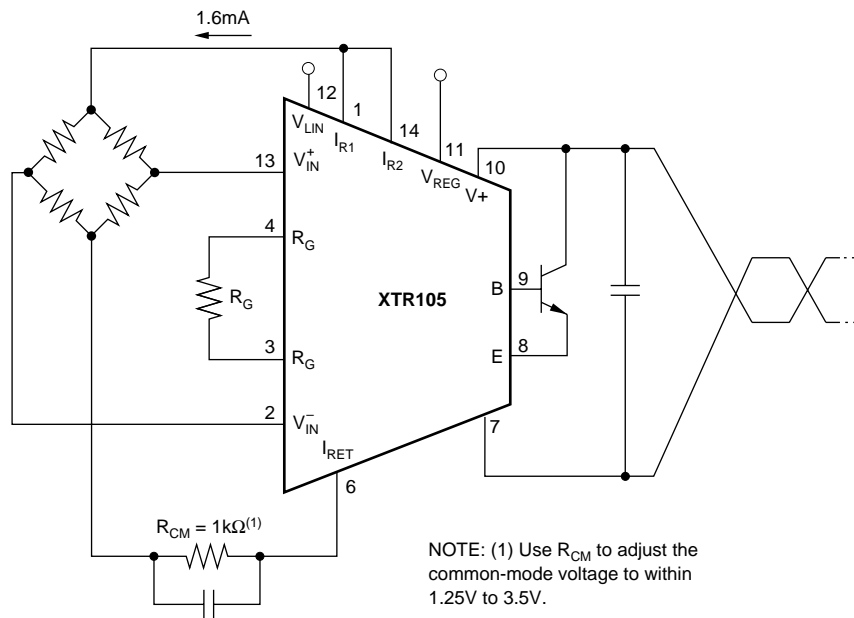 1.6mA
12
1
14
11
10
V_LIN
I_R1
I_R2
V_REG
V+
13
V_IN^+
4
R_G
R_G
XTR105
B
9
E
8
3
R_G
2
V_IN^−
I_RET
7
6
R_CM = 1kΩ(1)
NOTE: (1) Use R_CM to adjust the
common-mode voltage to within
1.25V to 3.5V.